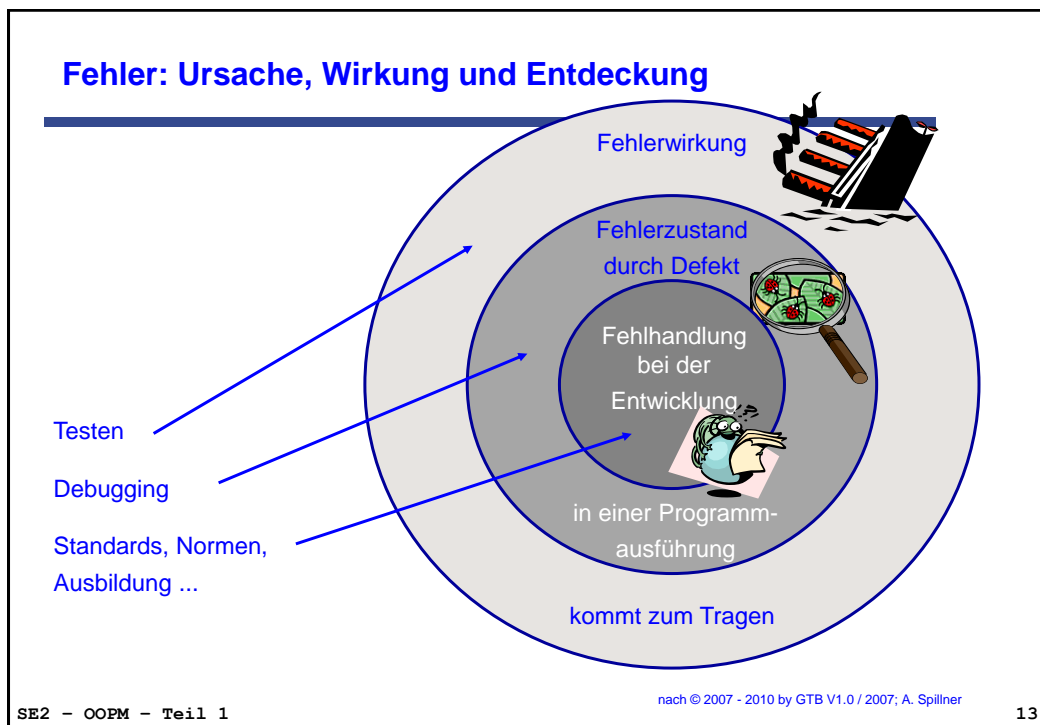 Fehler: Ursache, Wirkung und Entdeckung
Fehlerwirkung
Fehlerzustand
durch Defekt
Fehlhandlung
bei der
Entwicklung
in einer Programm-
ausführung
kommt zum Tragen
Testen
Debugging
Standards, Normen,
Ausbildung ...
nach © 2007 - 2010 by GTB V1.0 / 2007; A. Spillner
SE2 – OOPM – Teil 1
13